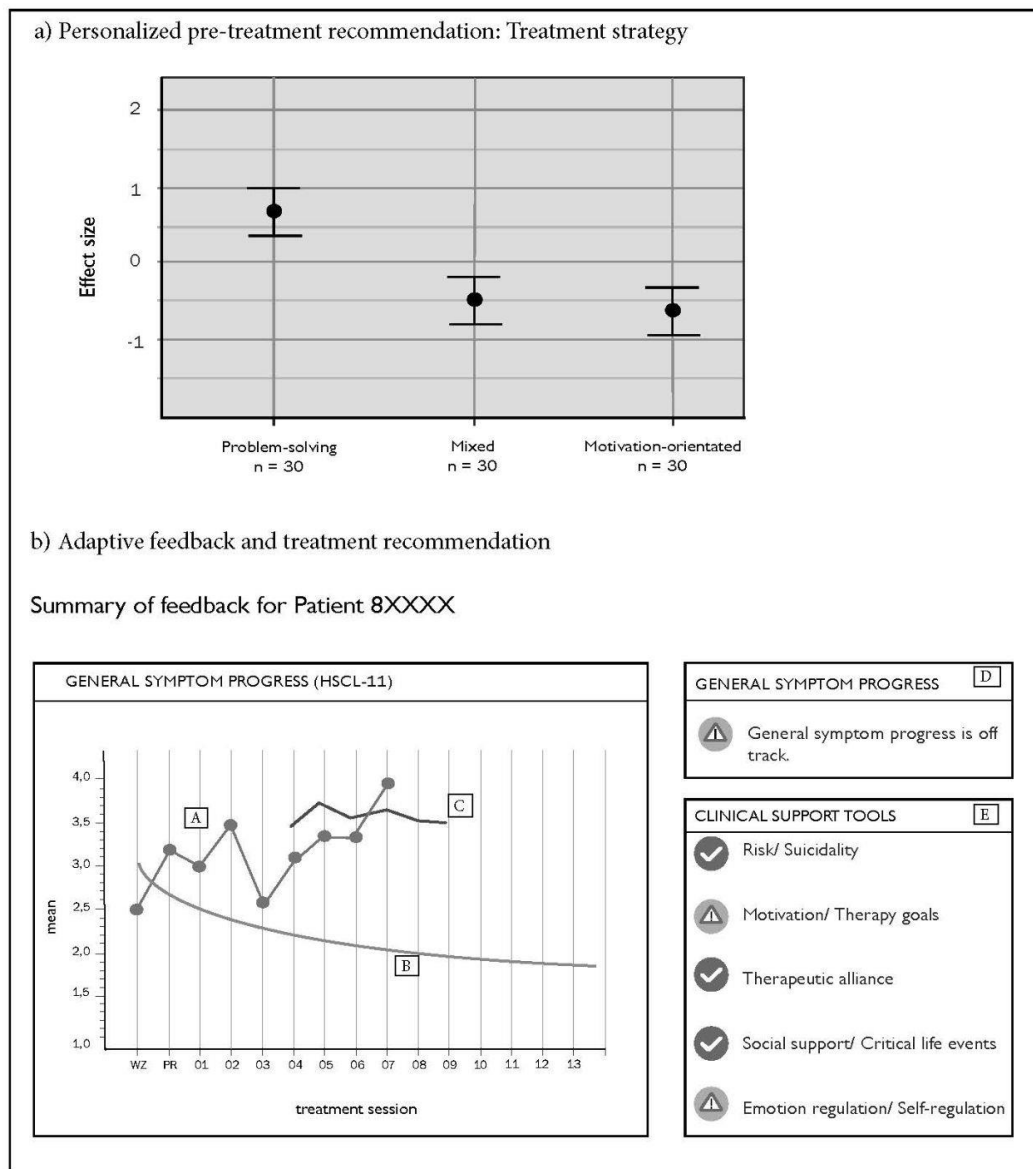 a) Personalized pre-treatment recommendation: Treatment strategy
2
1
0
-1
Effect size
Problem-solving
n = 30
Mixed
n = 30
Motivation-orientated
n = 30
b) Adaptive feedback and treatment recommendation
Summary of feedback for Patient 8XXXX
GENERAL SYMPTOM PROGRESS (HSCL-11)
4,0
3,5
3,0
2,5
2,0
1,5
1,0
mean
A
C
B
WZ PR 01 02 03 04 05 06 07 08 09 10 11 12 13
treatment session
GENERAL SYMPTOM PROGRESS D
General symptom progress is off
track.
CLINICAL SUPPORT TOOLS E
Risk/ Suicidality
Motivation/ Therapy goals
Therapeutic alliance
Social support/ Critical life events
Emotion regulation/ Self-regulation